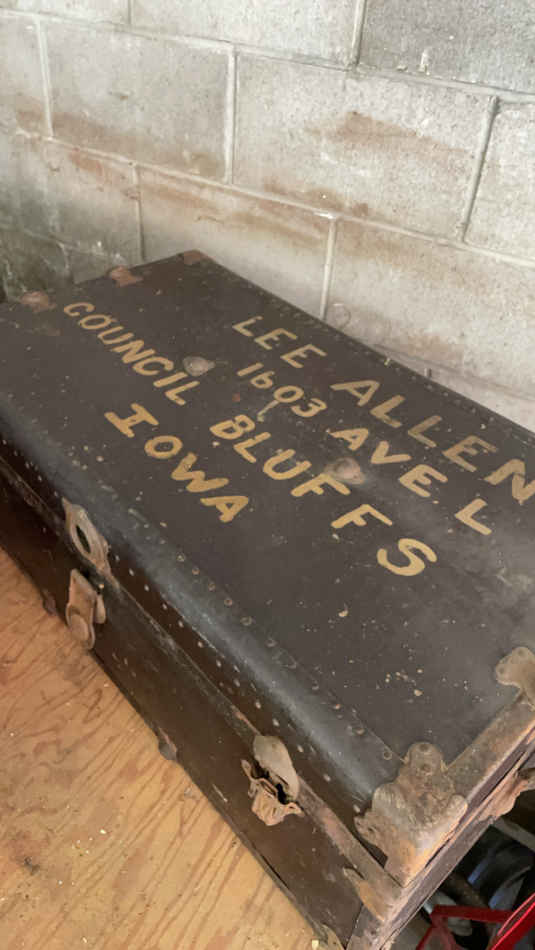 LEE ALLEN
1603 AVE L
COUNCIL BLUFFS
IOWA